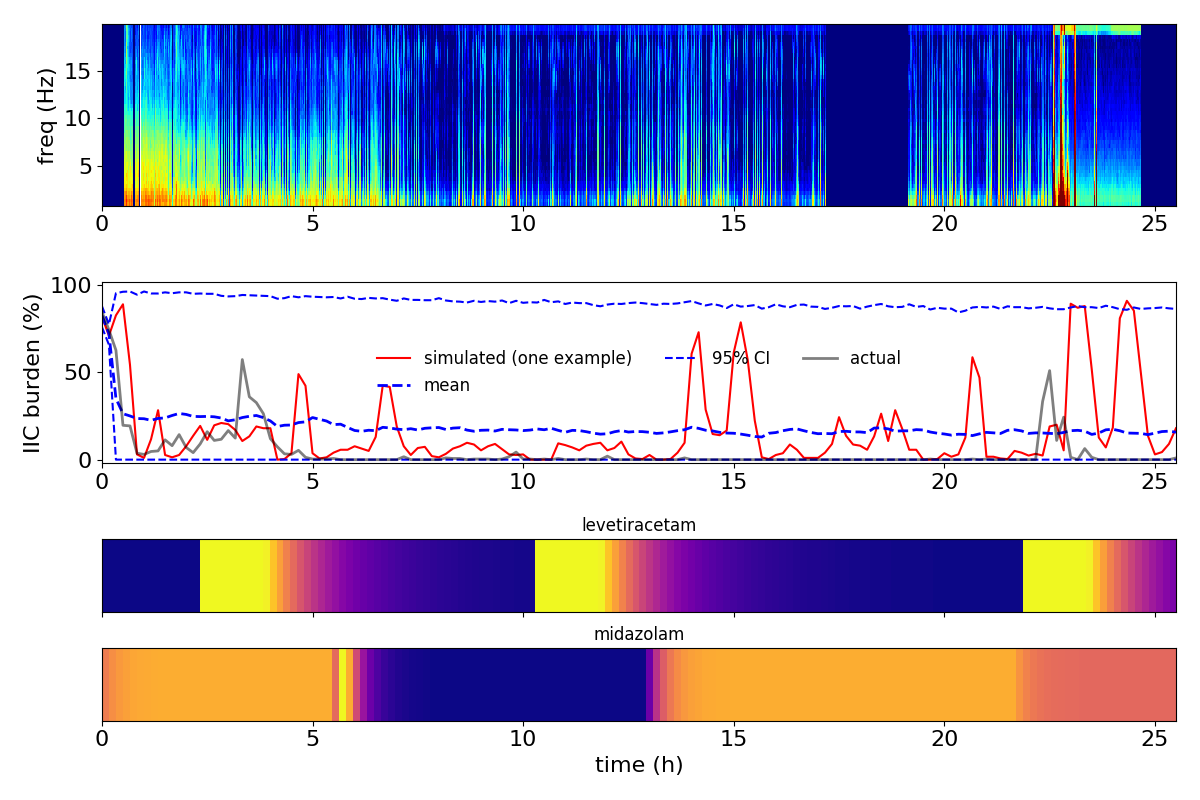 freq (Hz)
15
10
5
0 5 10 15 20 25
IIC burden (%)
100
50
0
simulated (one example) 95% CI actual
mean
0 5 10 15 20 25
levetiracetam
midazolam
0 5 10 15 20 25
time (h)